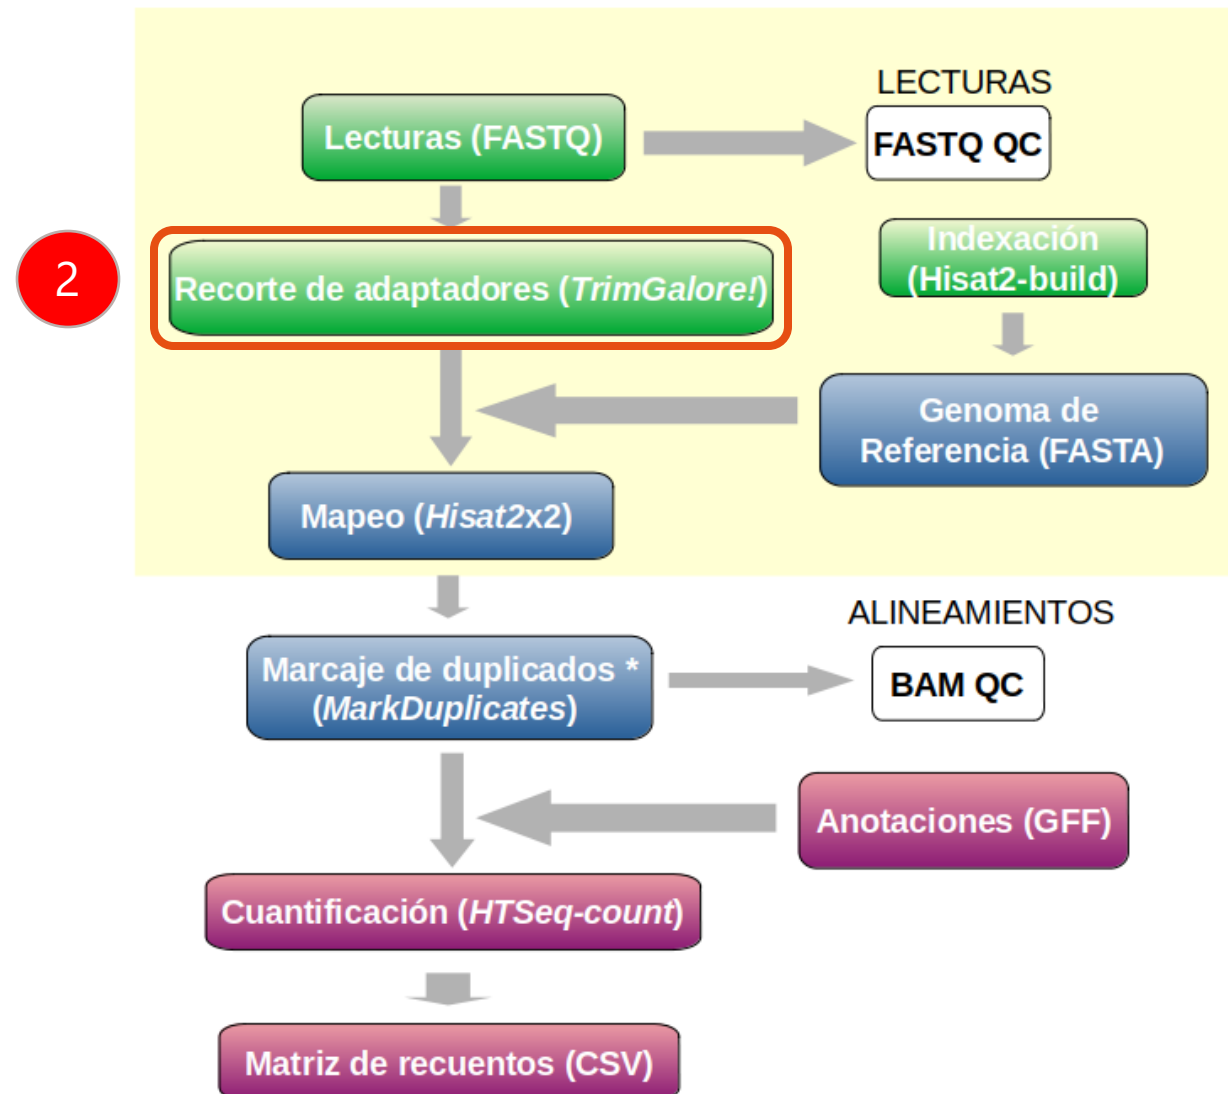 LECTURAS
Lecturas (FASTQ)
FASTQ QC
2
Recorte de adaptadores (TrimGalore!)
Indexación
(Hisat2-build)
Genoma de
Referencia (FASTA)
Mapeo (Hisat2x2)
ALINEAMIENTOS
Marcaje de duplicados *
(MarkDuplicates)
BAM QC
Anotaciones (GFF)
Cuantificación (HTSeq-count)
Matriz de recuentos (CSV)